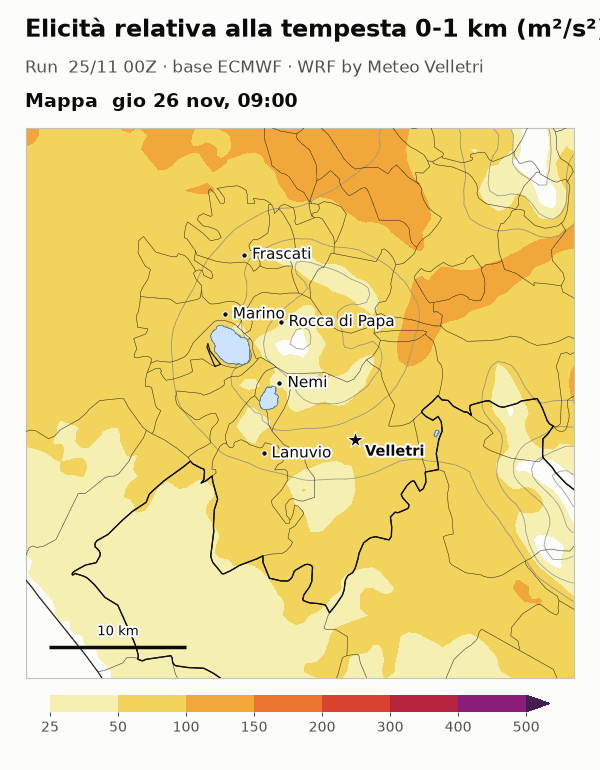 Elicità relativa alla tempesta 0-1 km (m²/s²)
Run 25/11 00Z · base ECMWF · WRF by Meteo Velletri
Mappa gio 26 nov, 09:00
Frascati
Marino
Rocca di Papa
Nemi
Velletri
Lanuvio
10 km
25 50 100 150 200 300 400 500